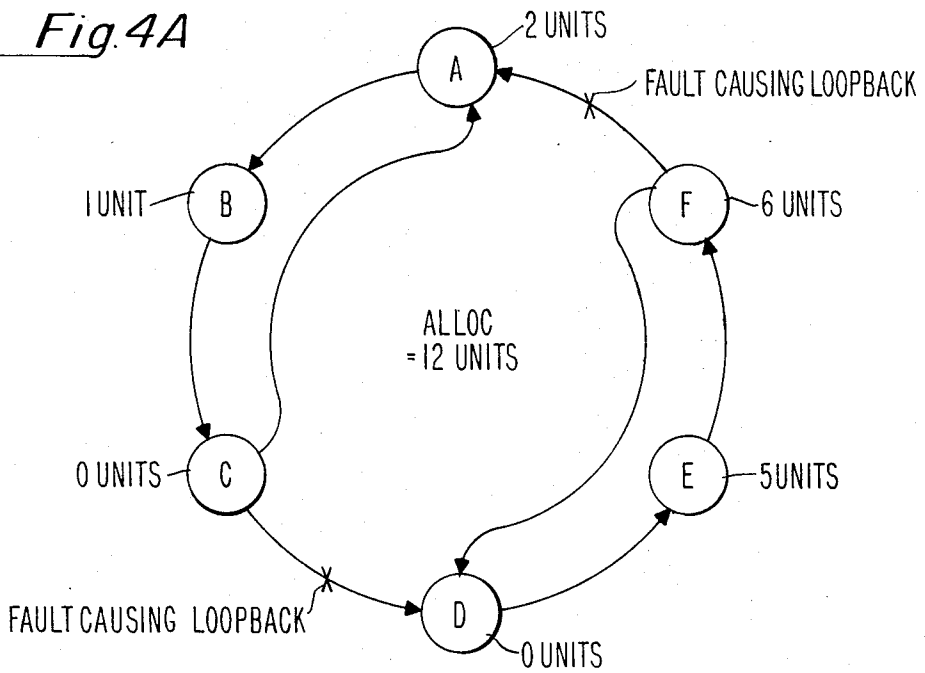 Fig. 4A
2 UNITS
A
FAULT CAUSING LOOPBACK
1 UNIT
B
F
6 UNITS
ALLOC
= 12 UNITS
0 UNITS
C
E
5 UNITS
FAULT CAUSING LOOPBACK
D
0 UNITS